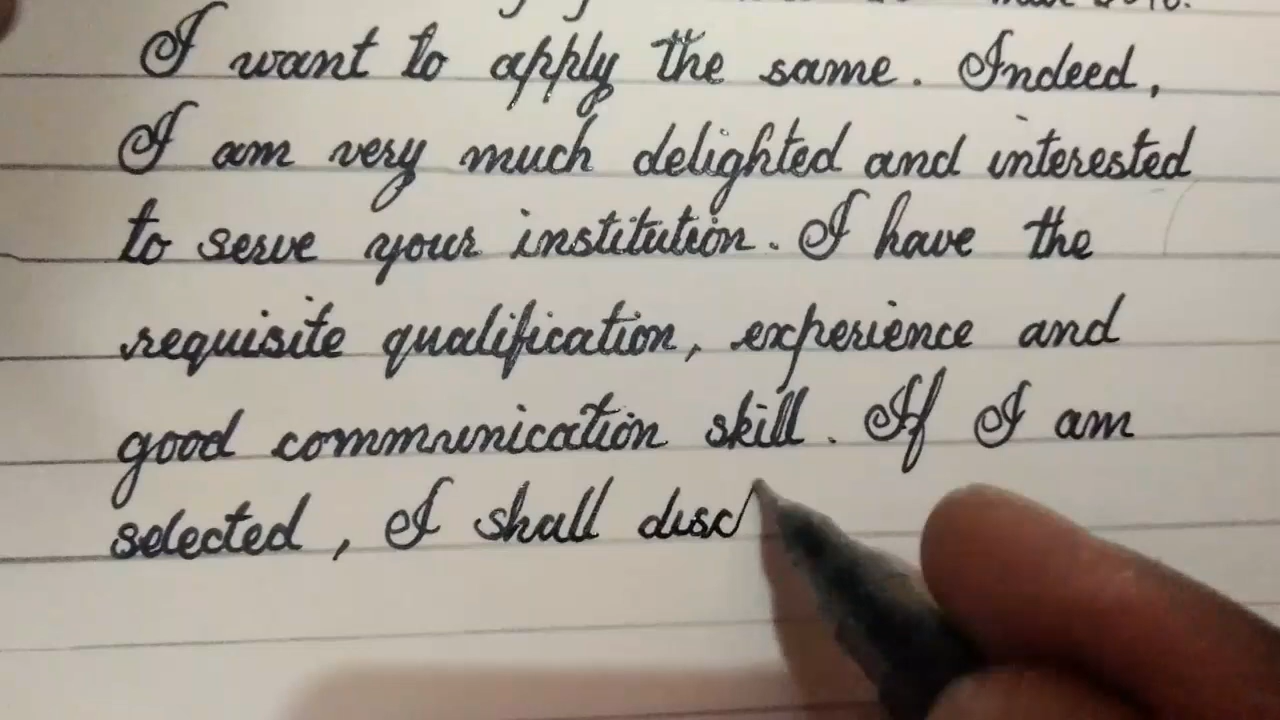 I want to apply the same. Indeed,
I am very much delighted and interested
to serve your institution. I have the
requisite qualification, experience and
good communication skill. If I am
selected, I shall disc